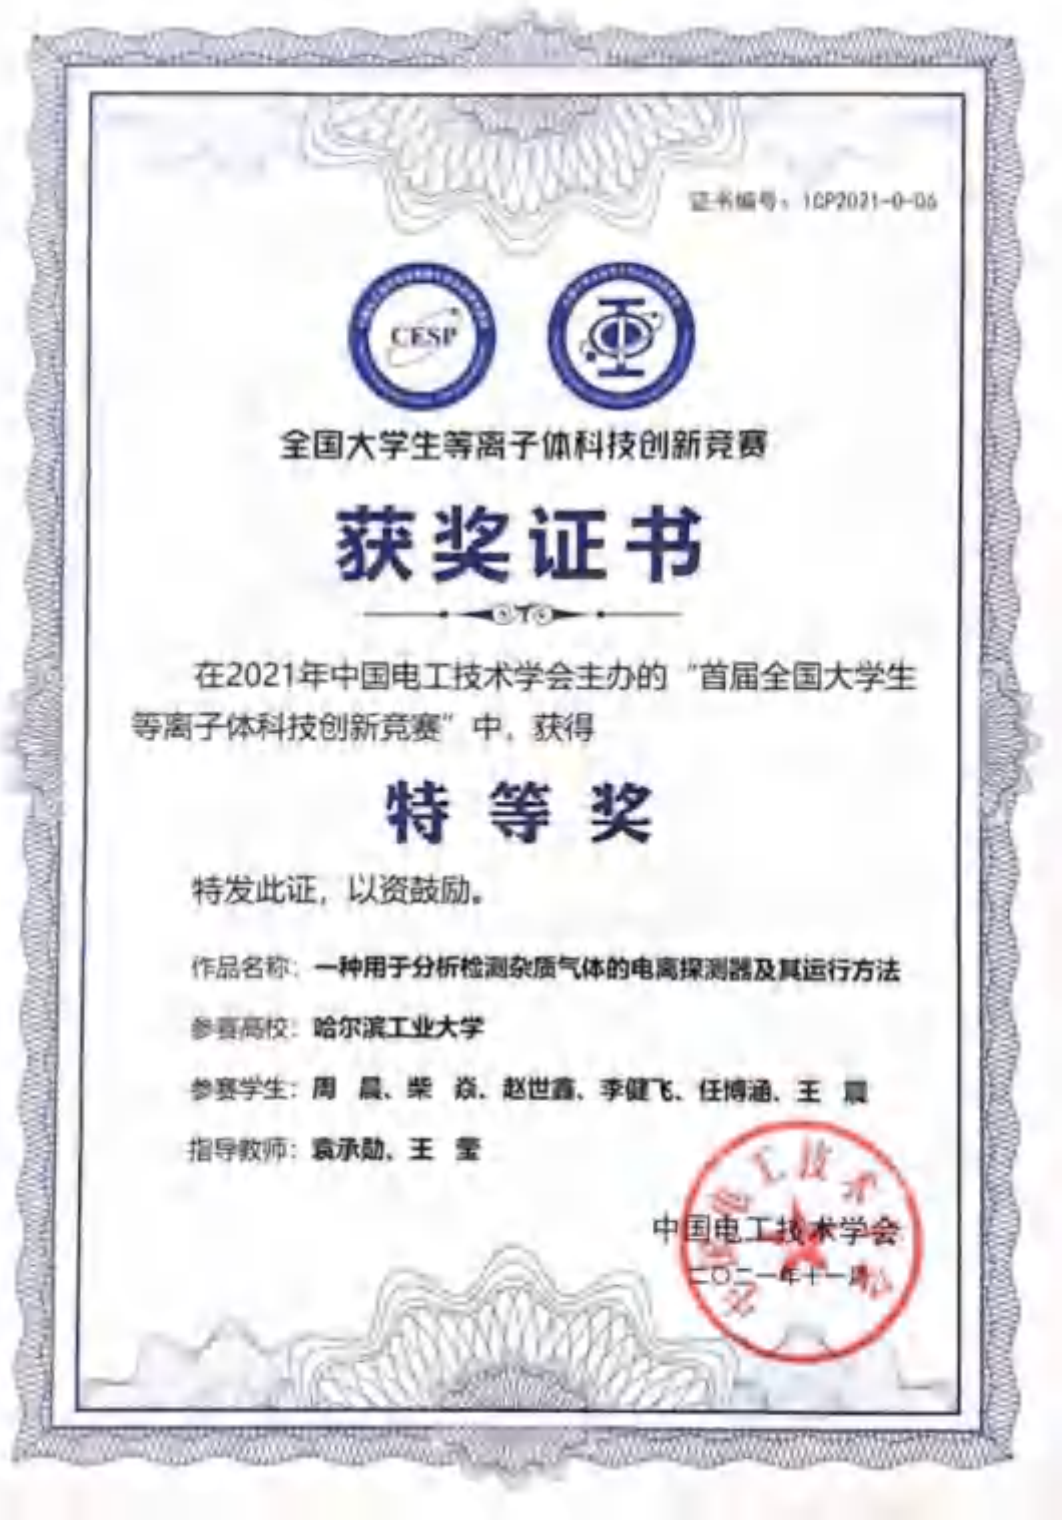 证书编号：ICP2021-0-06
CESP
全国大学生等离子体科技创新竞赛
获奖证书
在2021年中国电工技术学会主办的“首届全国大学生
等离子体科技创新竞赛”中，获得
特等奖
特发此证，以资鼓励。
作品名称：一种用于分析检测杂质气体的电离探测器及其运行方法
参赛高校：哈尔滨工业大学
参赛学生：周 晨、柴 焱、赵世鑫、李健飞、任博涵、王 晨
指导教师：袁承勋、王 莹
中国电工技术学会
二〇二一年十一月